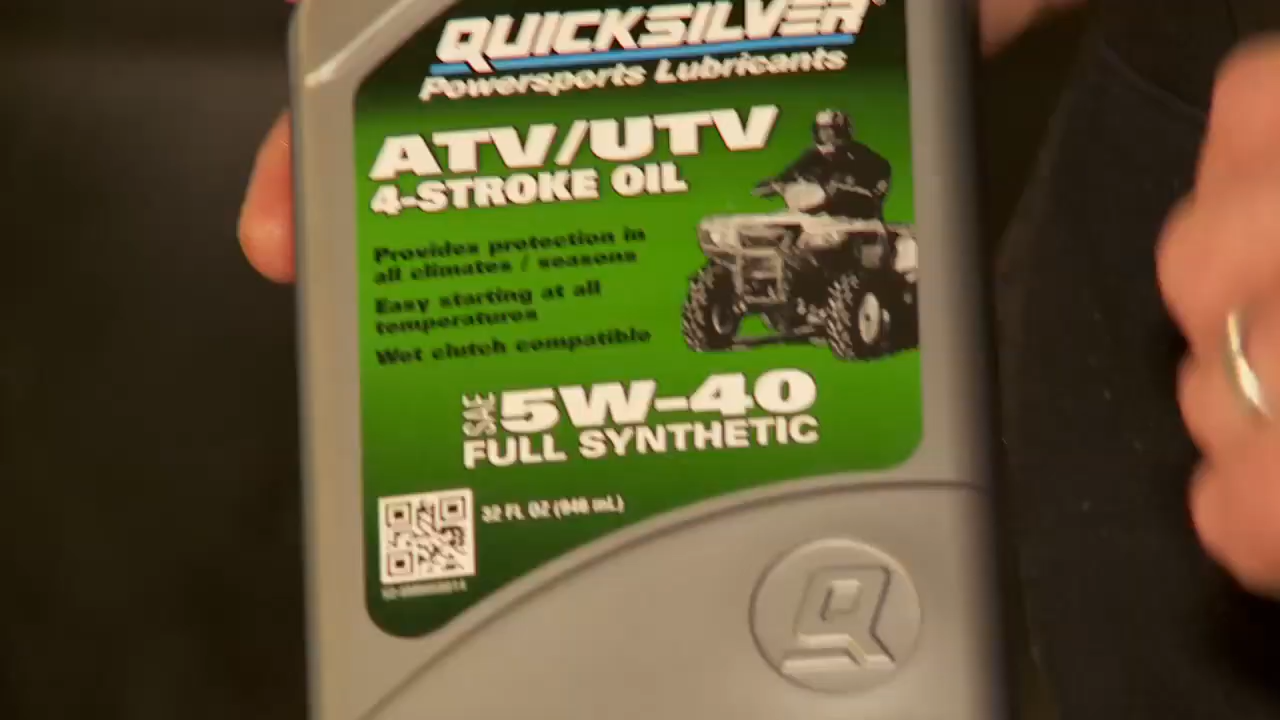 QUICKSILVER
Powersports Lubricants
ATV/UTV
4-STROKE OIL
Provides protection in
all climates / seasons
Easy starting at all
temperatures
Wet clutch compatible
SAE 5W-40
FULL SYNTHETIC
32 FL OZ (946 mL)
Q